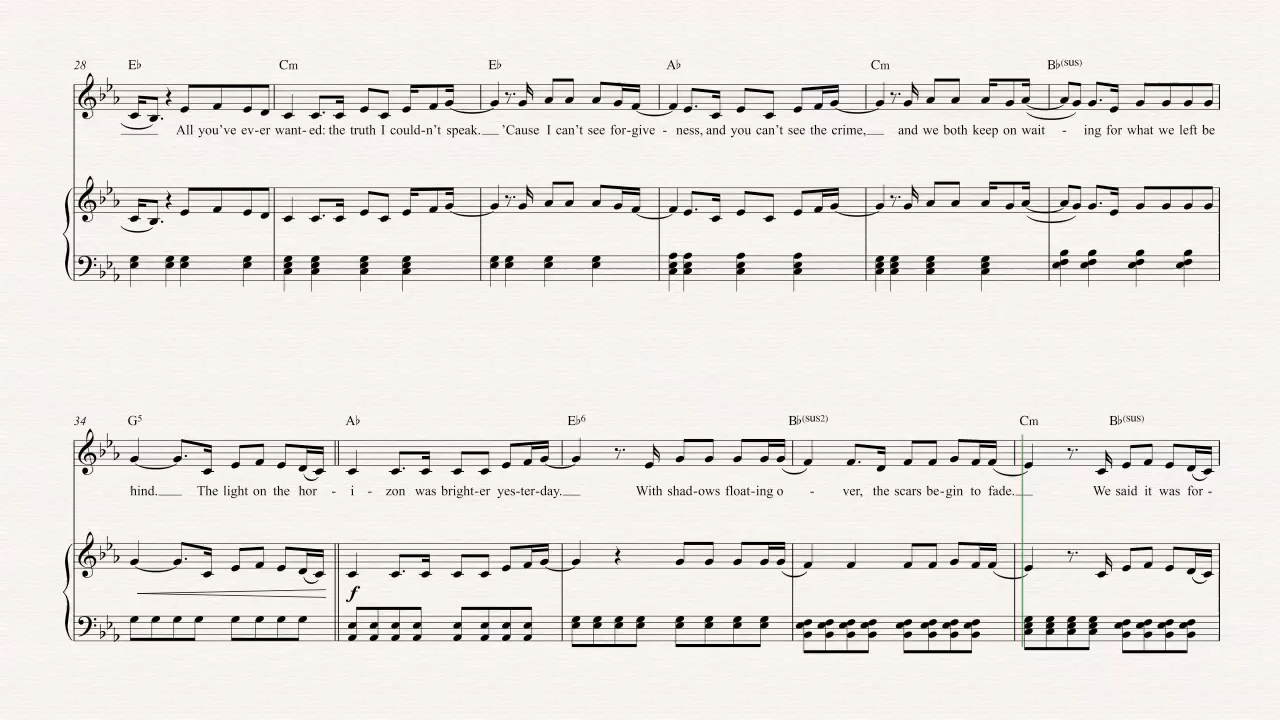 28 E♭ Cm E♭ A♭ Cm B♭(sus)
All you've ev-er want-ed: the truth I could-n't speak. 'Cause I can't see for-give - ness, and you can't see the crime, and we both keep on wait - ing for what we left be
34 G5 A♭ E♭6 B♭(sus2) Cm B♭(sus)
hind. The light on the hor - i - zon was bright-er yes-ter-day. With shad-ows float-ing o - ver, the scars be-gin to fade. We said it was for -
f